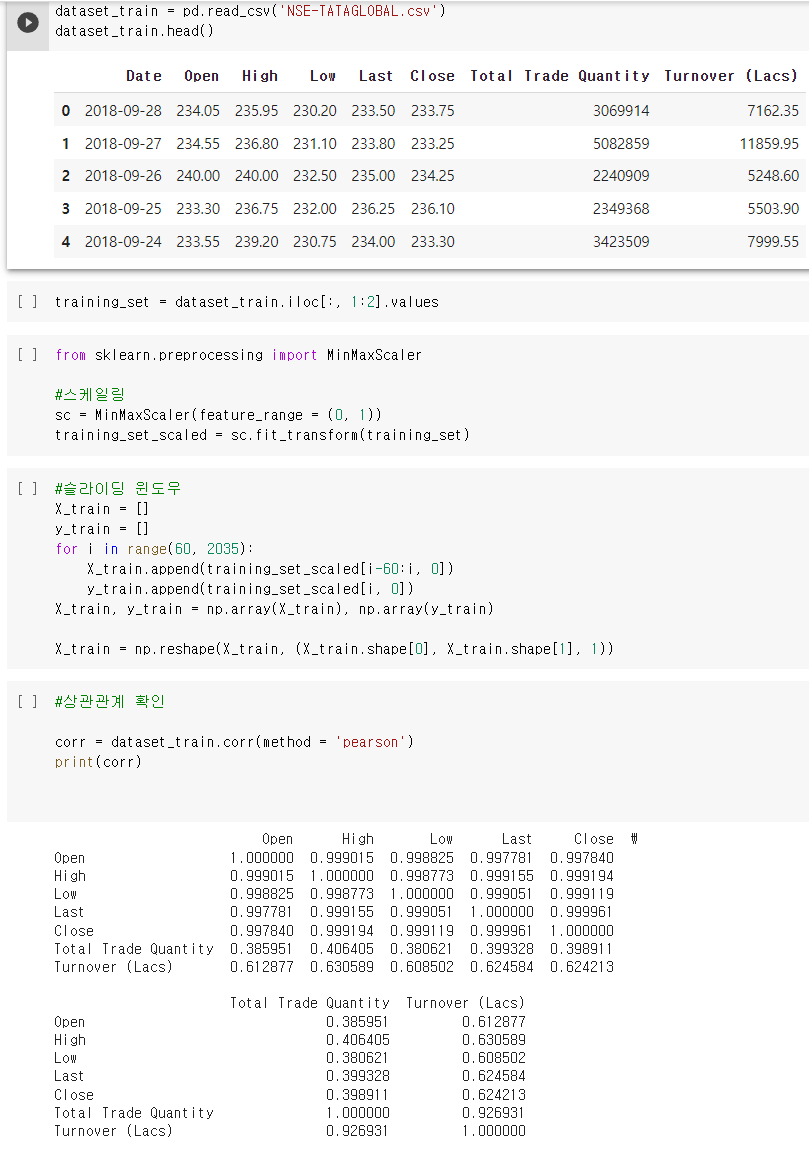 dataset_train = pd.read_csv('NSE-TATAGLOBAL.csv')
dataset_train.head()
Date Open High Low Last Close Total Trade Quantity Turnover (Lacs)
0 2018-09-28 234.05 235.95 230.20 233.50 233.75 3069914 7162.35
1 2018-09-27 234.55 236.80 231.10 233.80 233.25 5082859 11859.95
2 2018-09-26 240.00 240.00 232.50 235.00 234.25 2240909 5248.60
3 2018-09-25 233.30 236.75 232.00 236.25 236.10 2349368 5503.90
4 2018-09-24 233.55 239.20 230.75 234.00 233.30 3423509 7999.55
[ ] training_set = dataset_train.iloc[:, 1:2].values
[ ] from sklearn.preprocessing import MinMaxScaler
#스케일링
sc = MinMaxScaler(feature_range = (0, 1))
training_set_scaled = sc.fit_transform(training_set)
[ ] #슬라이딩 윈도우
X_train = []
y_train = []
for i in range(60, 2035):
    X_train.append(training_set_scaled[i-60:i, 0])
    y_train.append(training_set_scaled[i, 0])
X_train, y_train = np.array(X_train), np.array(y_train)
X_train = np.reshape(X_train, (X_train.shape[0], X_train.shape[1], 1))
[ ] #상관관계 확인
corr = dataset_train.corr(method = 'pearson')
print(corr)
Open High Low Last Close ₩
Open 1.000000 0.999015 0.998825 0.997781 0.997840
High 0.999015 1.000000 0.998773 0.999155 0.999194
Low 0.998825 0.998773 1.000000 0.999051 0.999119
Last 0.997781 0.999155 0.999051 1.000000 0.999961
Close 0.997840 0.999194 0.999119 0.999961 1.000000
Total Trade Quantity 0.385951 0.406405 0.380621 0.399328 0.398911
Turnover (Lacs) 0.612877 0.630589 0.608502 0.624584 0.624213
Total Trade Quantity Turnover (Lacs)
Open 0.385951 0.612877
High 0.406405 0.630589
Low 0.380621 0.608502
Last 0.399328 0.624584
Close 0.398911 0.624213
Total Trade Quantity 1.000000 0.926931
Turnover (Lacs) 0.926931 1.000000